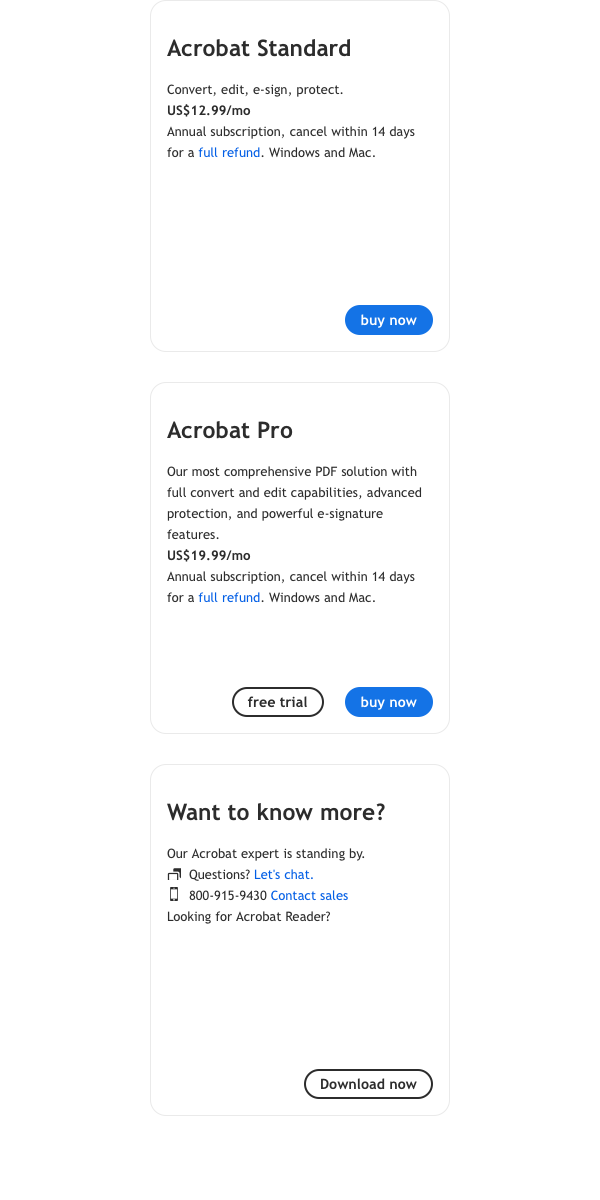 Acrobat Standard
Convert, edit, e-sign, protect.
US$12.99/mo
Annual subscription, cancel within 14 days
for a full refund. Windows and Mac.
buy now
Acrobat Pro
Our most comprehensive PDF solution with
full convert and edit capabilities, advanced
protection, and powerful e-signature
features.
US$19.99/mo
Annual subscription, cancel within 14 days
for a full refund. Windows and Mac.
free trial buy now
Want to know more?
Our Acrobat expert is standing by.
Questions? Let's chat.
800-915-9430 Contact sales
Looking for Acrobat Reader?
Download now